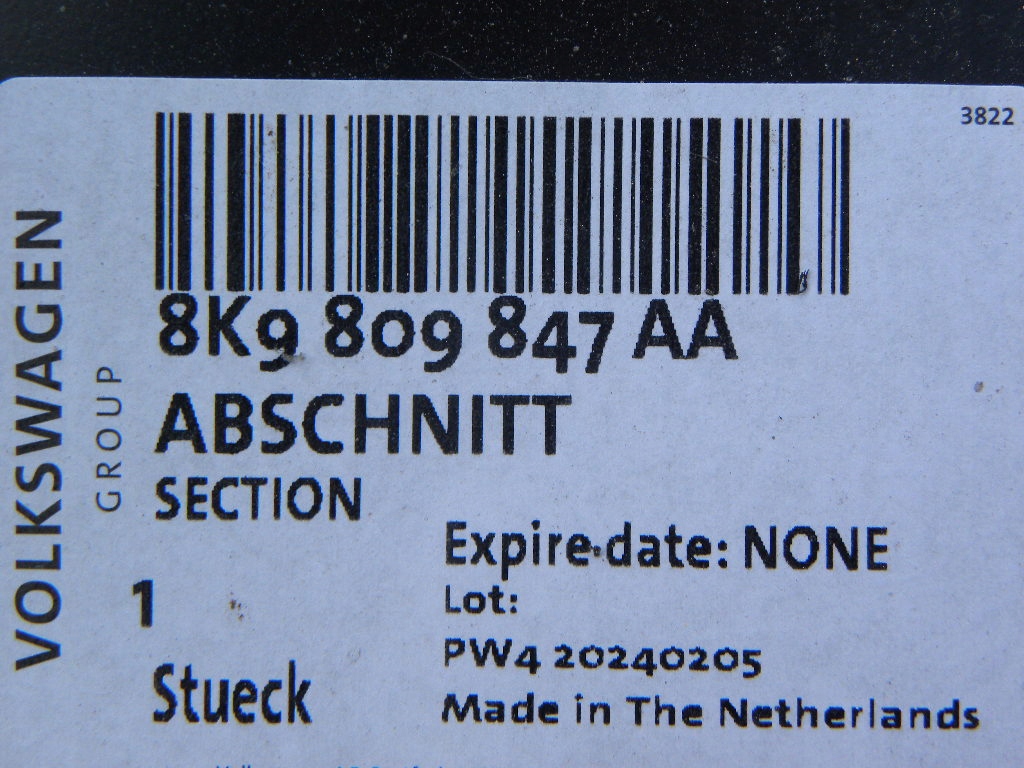 3822
VOLKSWAGEN
GROUP
8K9 809 847 AA
ABSCHNITT
SECTION
Expire date: NONE
1
Lot:
PW4 20240205
Stueck
Made in The Netherlands